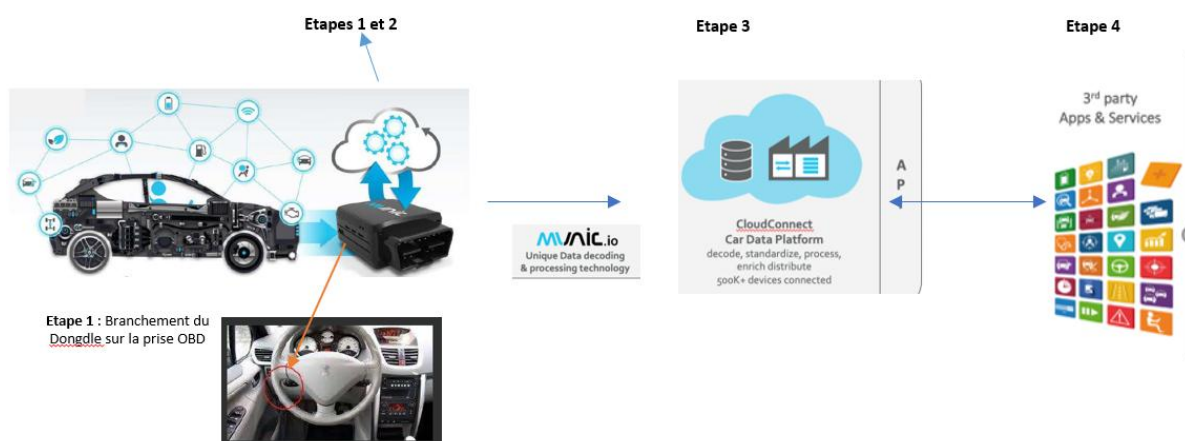 Etapes 1 et 2
Etape 3
Etape 4
3rd party
Apps & Services
A
P
munic
MUNIC.io
Unique Data decoding
& processing technology
CloudConnect
Car Data Platform
decode, standardize, process,
enrich distribute
500K+ devices connected
Etape 1 : Branchement du
Dongdle sur la prise OBD